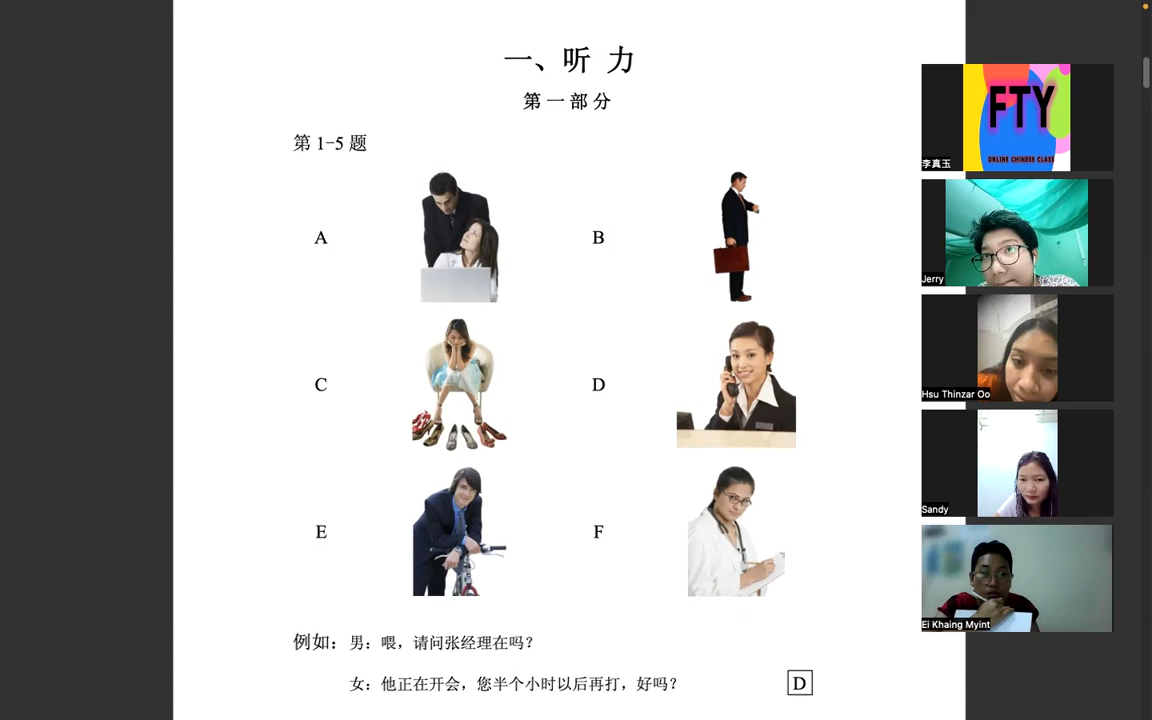 一、听 力
第 一 部 分
第 1-5 题
A
B
C
D
E
F
例如：男：喂，请问张经理在吗？
女：他正在开会，您半个小时以后再打，好吗？
D
FTY
ONLINE CHINESE CLASS
李真玉
Jerry
Hsu Thinzar Oo
Sandy
Ei Khaing Myint